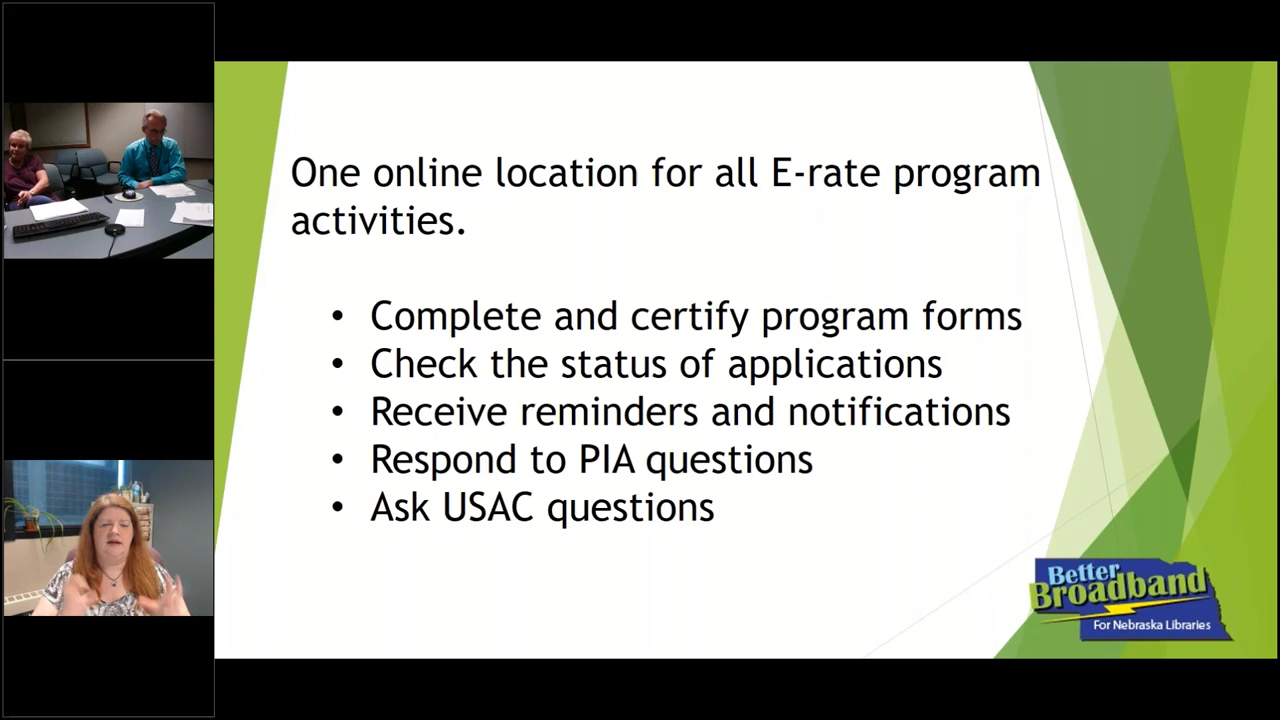 One online location for all E-rate program
activities.
• Complete and certify program forms
• Check the status of applications
• Receive reminders and notifications
• Respond to PIA questions
• Ask USAC questions
Better
Broadband
For Nebraska Libraries